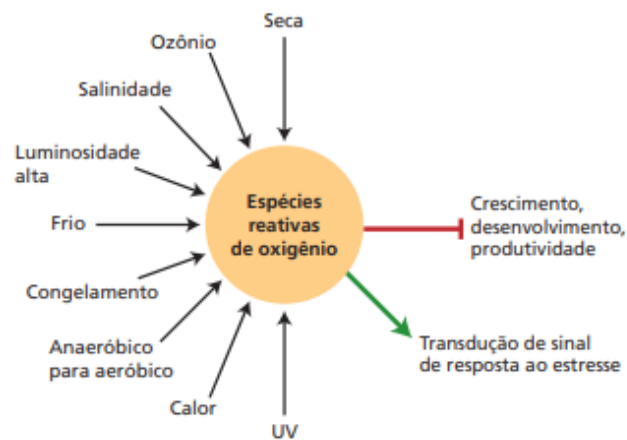 Seca
Ozônio
Salinidade
Luminosidade
alta
Frio
Congelamento
Anaeróbico
para aeróbico
Calor
UV
Espécies
reativas
de oxigênio
Crescimento,
desenvolvimento,
produtividade
Transdução de sinal
de resposta ao estresse